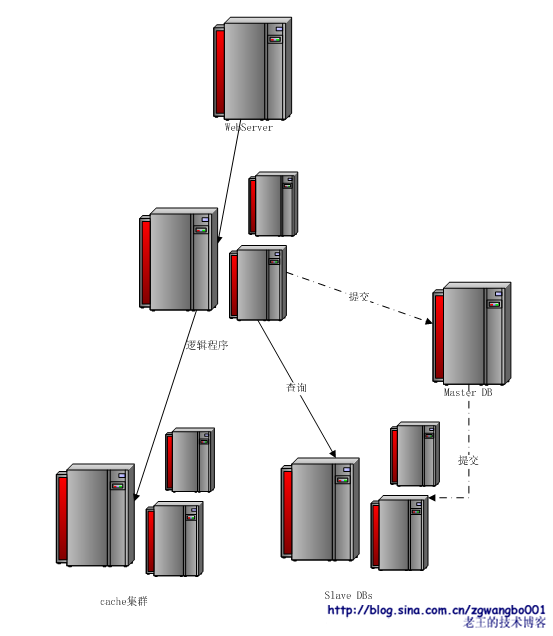 WebServer
提交
逻辑程序
查询
Master DB
提交
cache集群
Slave DBs
http://blog.sina.com.cn/zgwangbo001
老王的技术博客